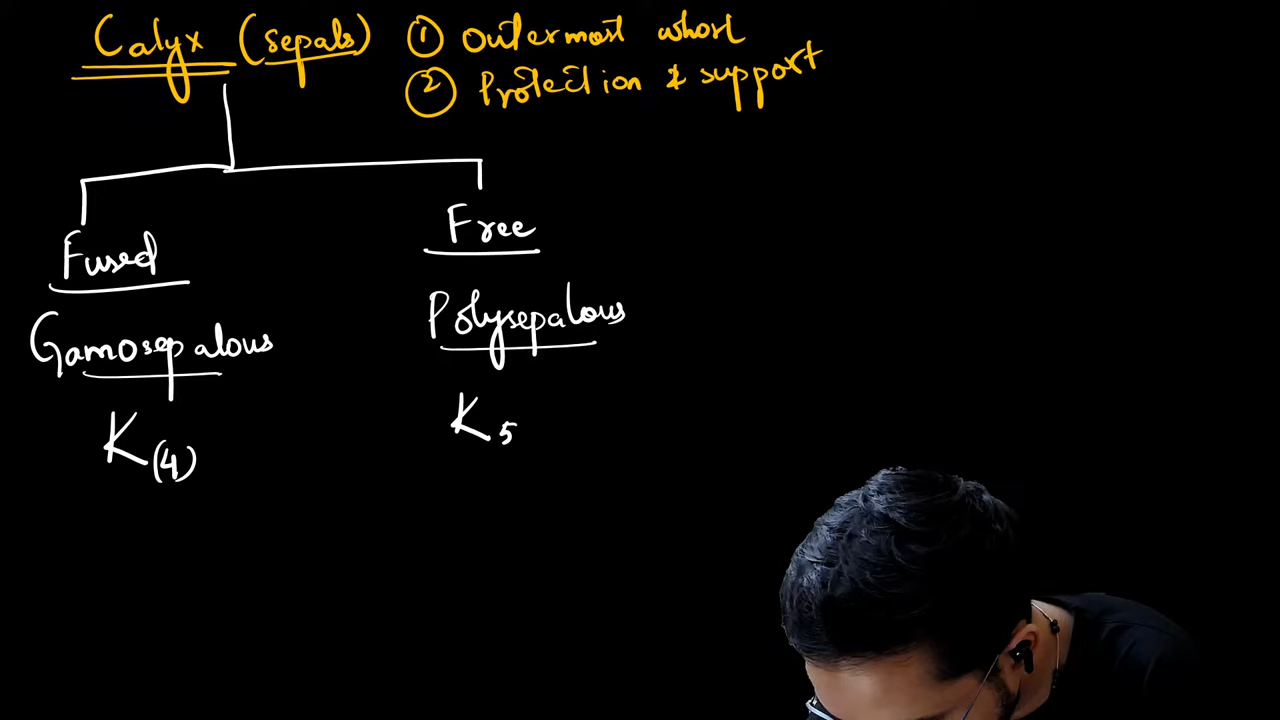 Calyx (sepals) ① Outermost whorl
② Protection & support
Fused
Free
Gamosepalous
Polysepalous
K(4)
K5